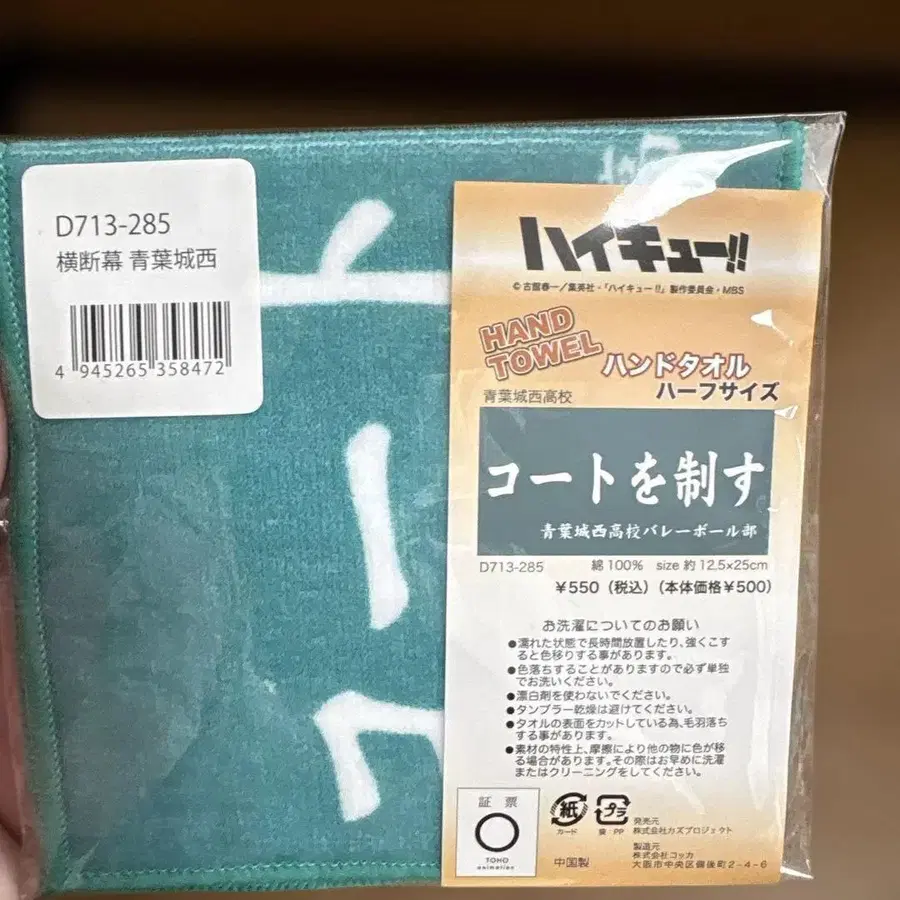 D713-285
横断幕 青葉城西
4 945265 358472
コート
ハイキュー!!
©古舘春一/集英社・「ハイキュー!!」製作委員会・MBS
HAND
TOWEL
ハンドタオル
ハーフサイズ
青葉城西高校
コートを制す
青葉城西高校バレーボール部
D713-285 綿100% size 約12.5×25cm
¥550(税込)(本体価格¥500)
お洗濯についてのお願い
●濡れた状態で長時間放置したり、強くこす
ると色移りする事があります。
●色落ちすることがありますので必ず単独
でお洗いください。
●漂白剤を使わないでください。
●タンブラー乾燥は避けてください。
●タオルの表面をカットしている為、毛羽落ち
する事があります。
●素材の特性上、摩擦により他の物に色が移
る場合があります。その際はお早めに洗濯
またはクリーニングをしてください。
証票
TOHO
animation
紙
カード
プラ
袋:PP
中国製
発売元
株式会社カズプロジェクト
製造元
株式会社コッカ
大阪市中央区備後町2-4-6